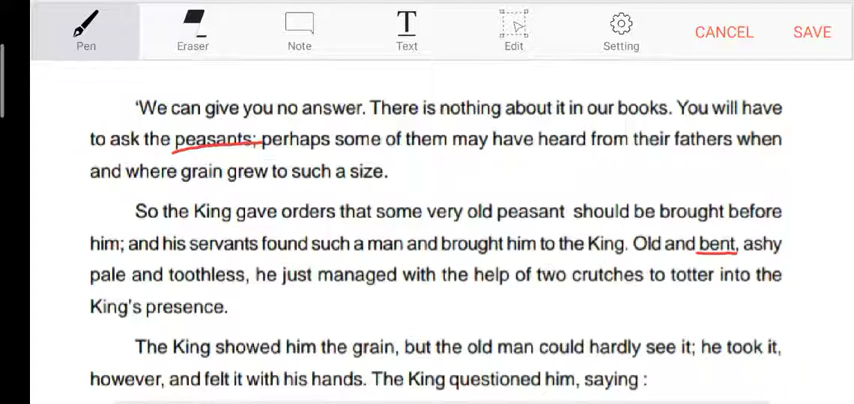 Pen
Eraser
Note
Text
Edit
Setting
CANCEL
SAVE
'We can give you no answer. There is nothing about it in our books. You will have
to ask the peasants; perhaps some of them may have heard from their fathers when
and where grain grew to such a size.
So the King gave orders that some very old peasant should be brought before
him; and his servants found such a man and brought him to the King. Old and bent, ashy
pale and toothless, he just managed with the help of two crutches to totter into the
King's presence.
The King showed him the grain, but the old man could hardly see it; he took it,
however, and felt it with his hands. The King questioned him, saying :